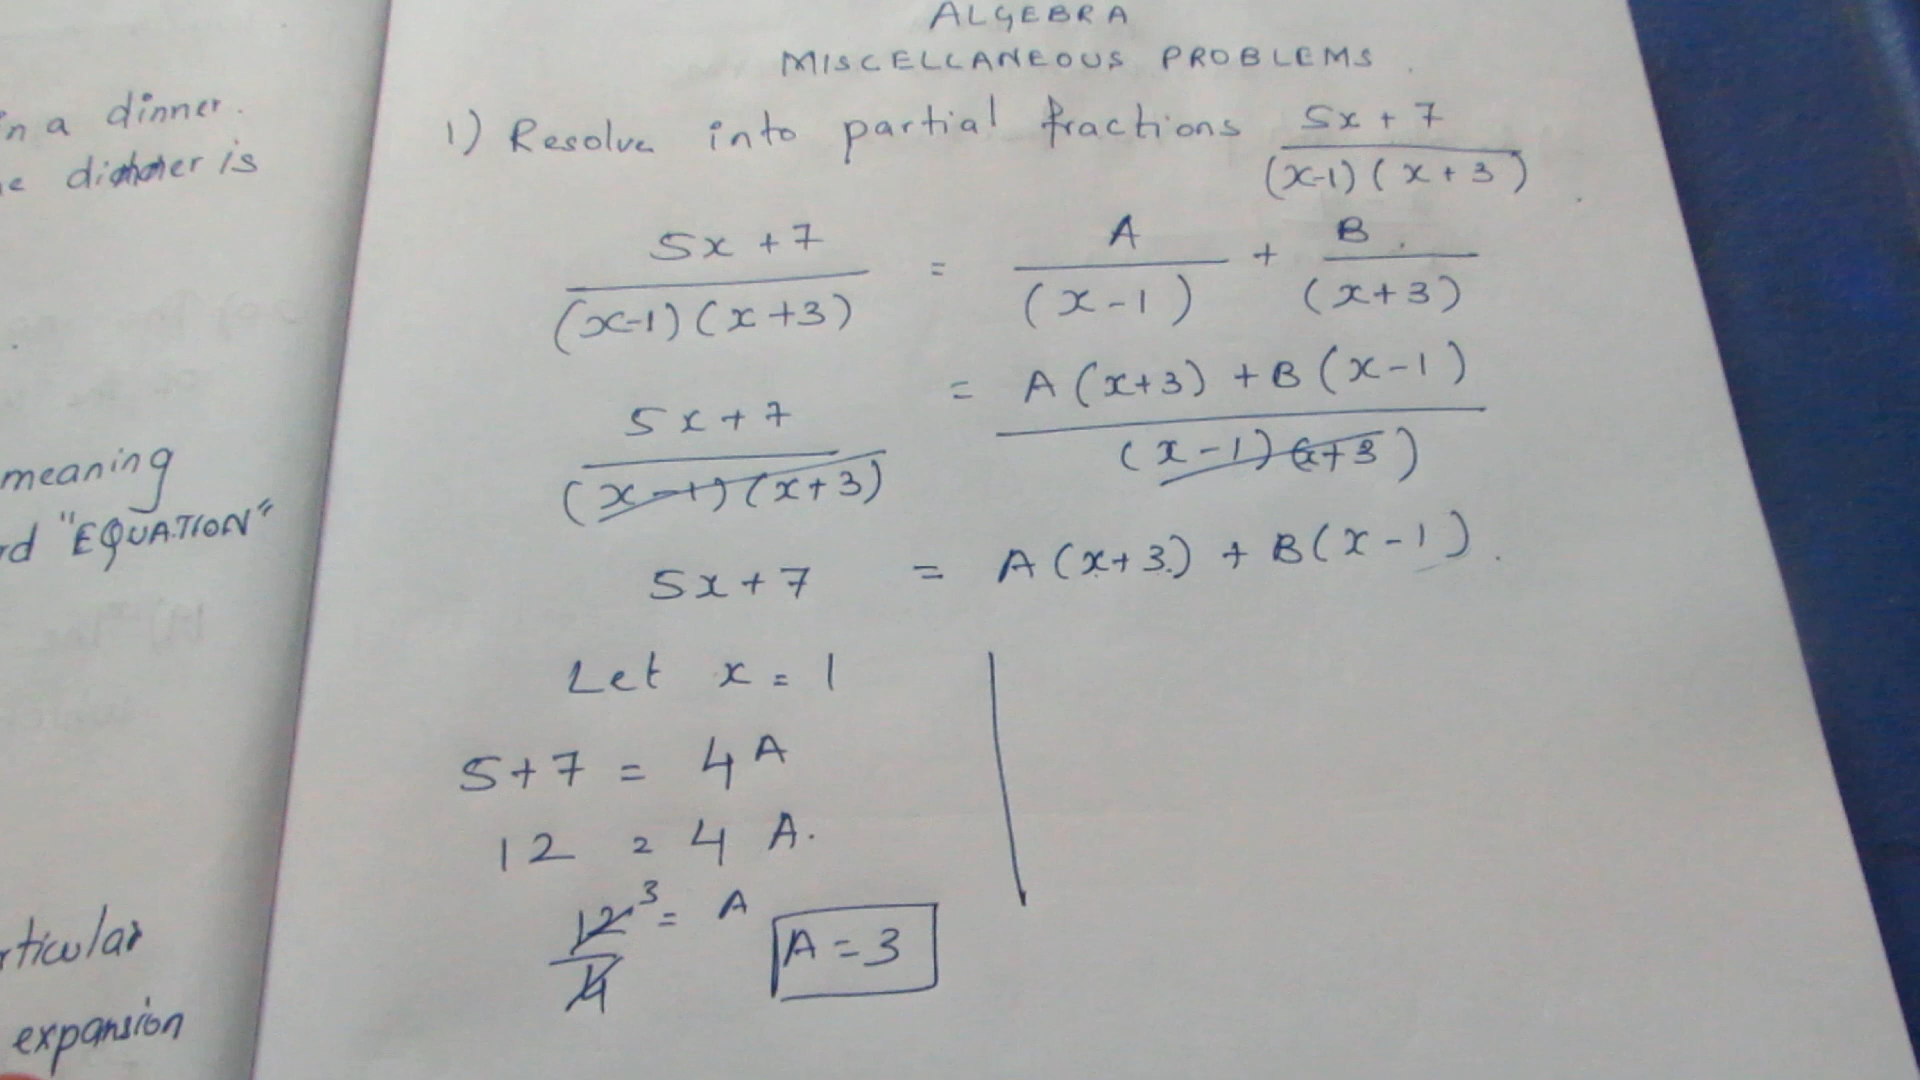 in a dinner.
dinner is
meaning
"EQUATION"
expansion
ALGEBRA
MISCELLANEOUS PROBLEMS.
1) Resolve into partial fractions 5x + 7
(x-1) ( x + 3 )
5x + 7 = A + B
(x-1) (x+3) (x-1) (x+3)
5x+7 = A (x+3) + B (x-1)
(x-1) (x+3) (x-1) (x+3)
5x+7 = A (x+3) + B(x-1).
Let x = 1
5+7 = 4A
12 = 4 A.
12 3 = A
4
A = 3